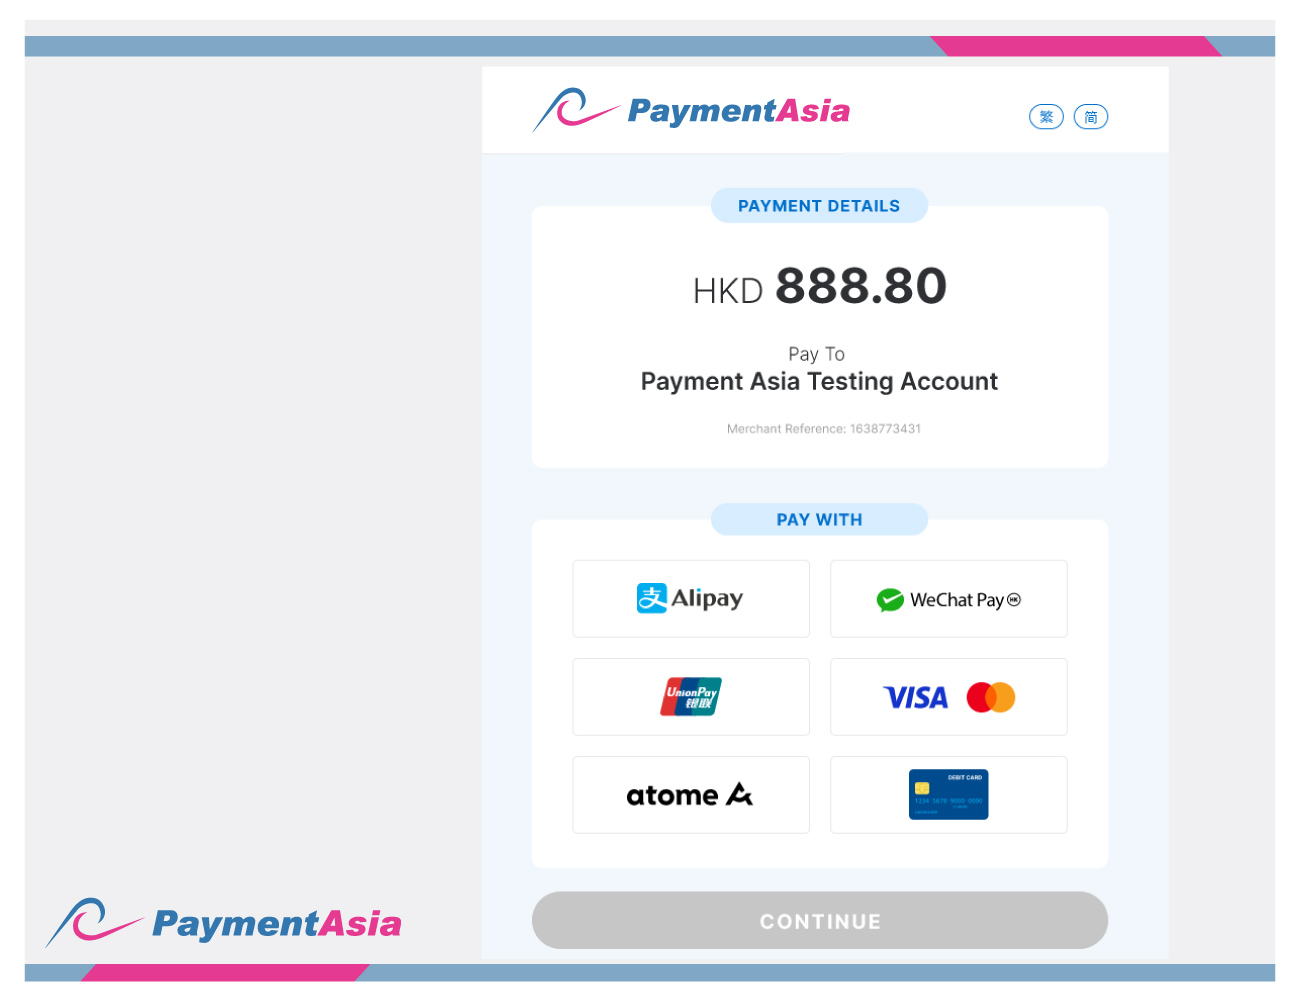 PaymentAsia
繁 简
PAYMENT DETAILS
HKD 888.80
Pay To
Payment Asia Testing Account
Merchant Reference: 1638773431
PAY WITH
支 Alipay
WeChat Pay HK
UnionPay
银联
VISA
atome
DEBIT CARD
1234 5678 9000 0000
CONTINUE
PaymentAsia